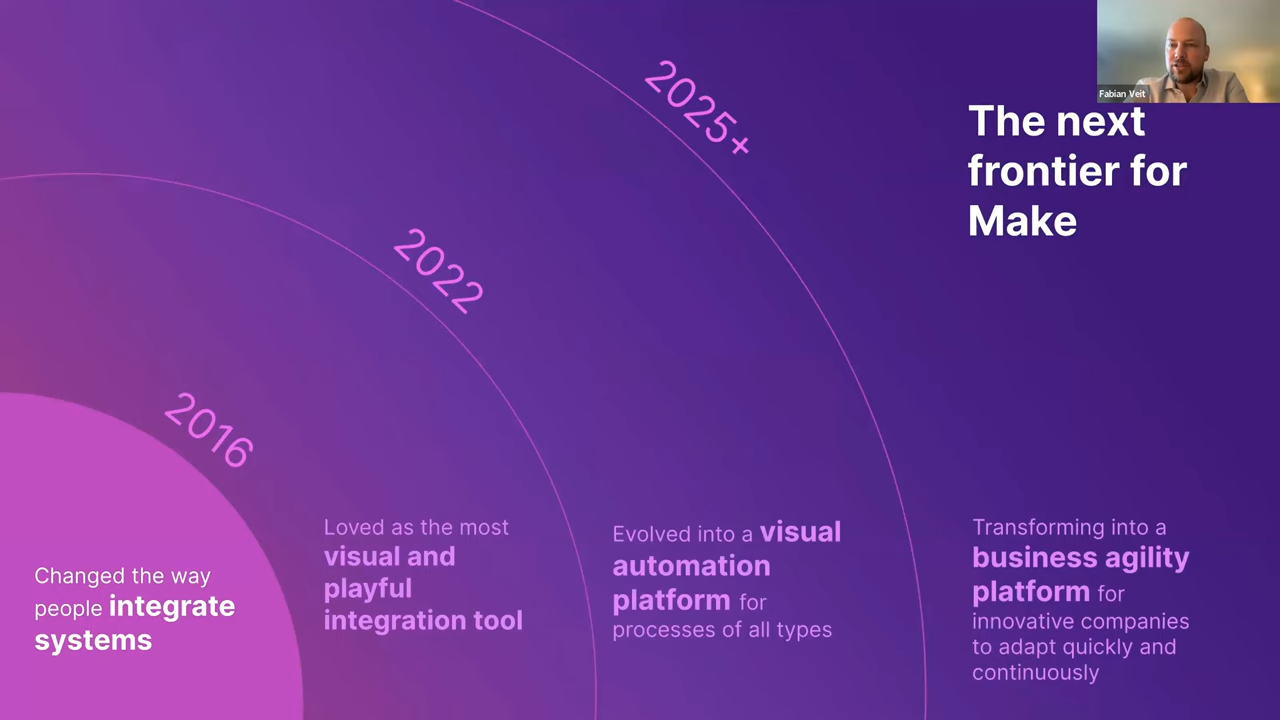 Fabian Veit
The next
frontier for
Make
2025+
2022
2016
Changed the way
people integrate
systems
Loved as the most
visual and
playful
integration tool
Evolved into a visual
automation
platform for
processes of all types
Transforming into a
business agility
platform for
innovative companies
to adapt quickly and
continuously